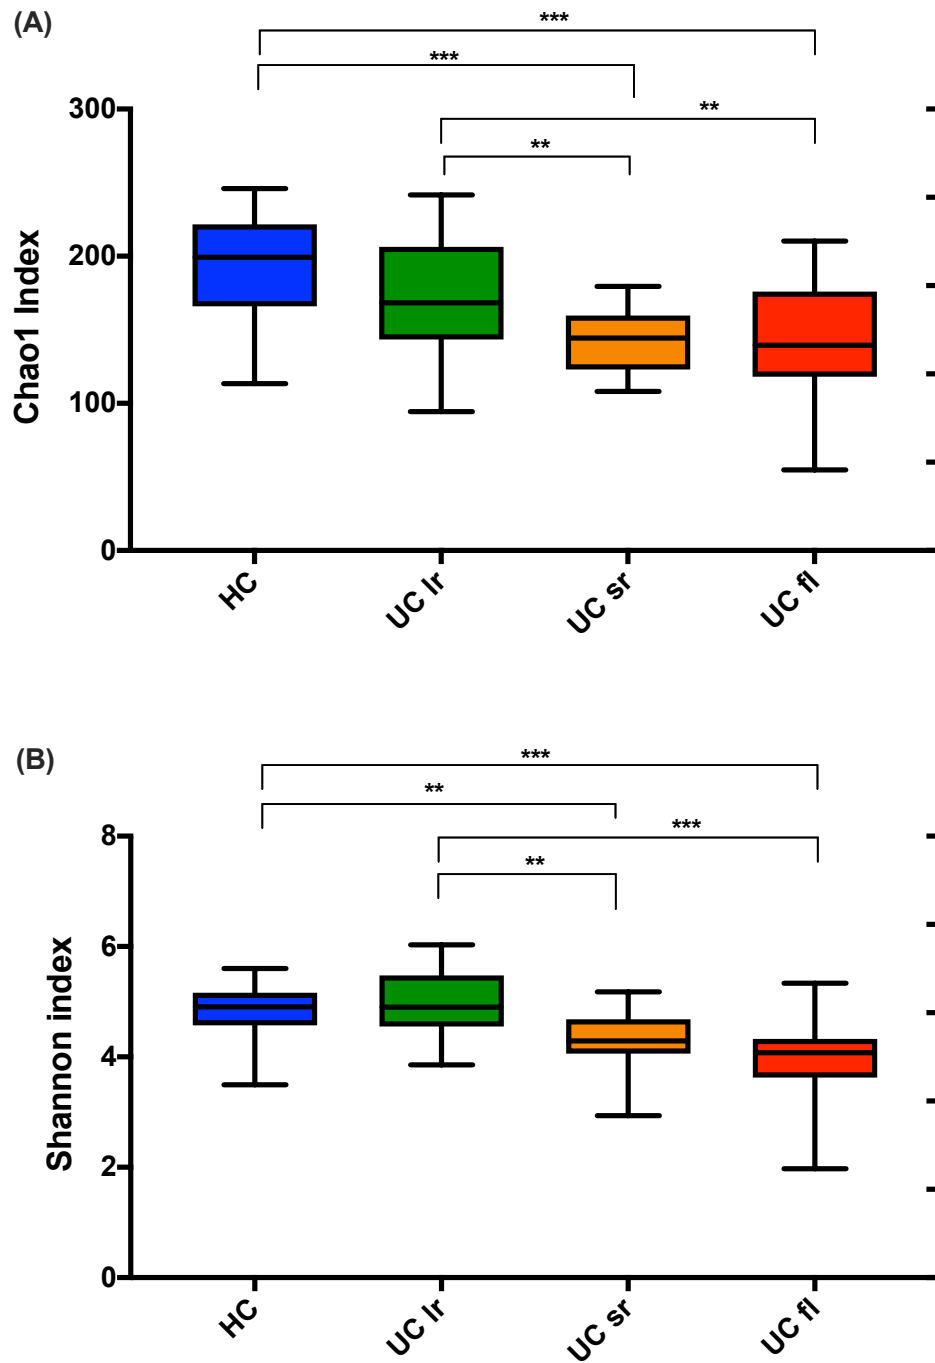 (A)
***
***
**
**
300
200
100
0
Chao1 Index
HC
UC lr
UC sr
UC fl
(B)
***
**
***
**
8
6
4
2
0
Shannon index
HC
UC lr
UC sr
UC fl